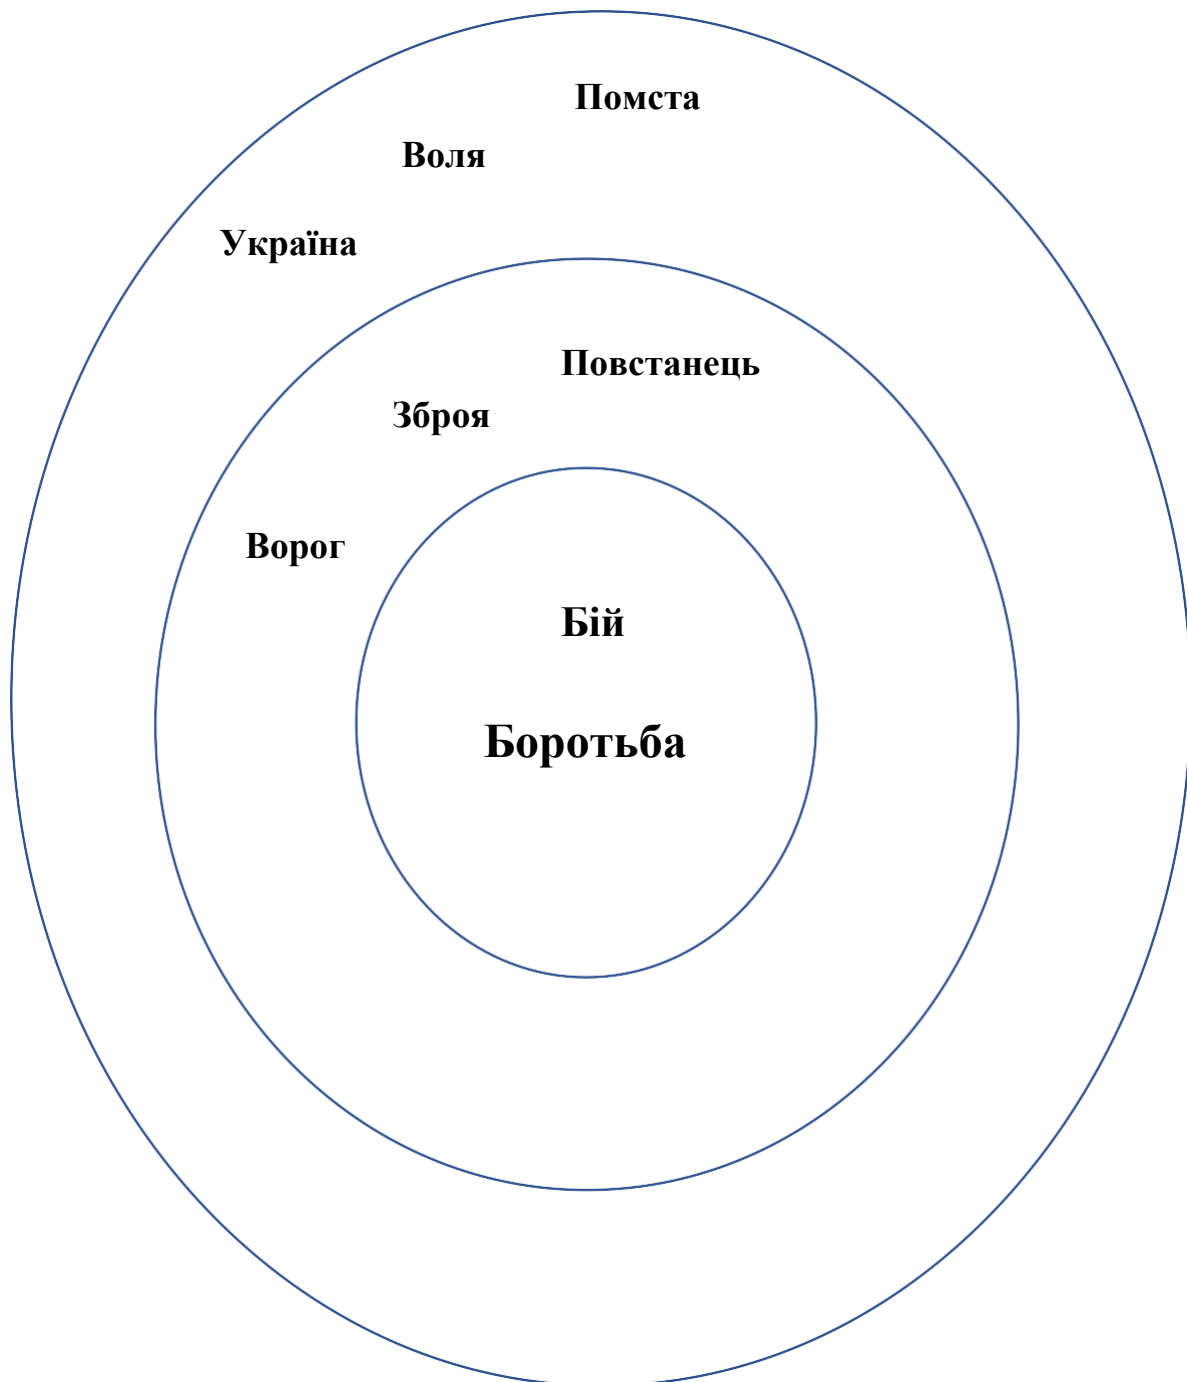 Помста
Воля
Україна
Повстанець
Зброя
Ворог
Бій
Боротьба